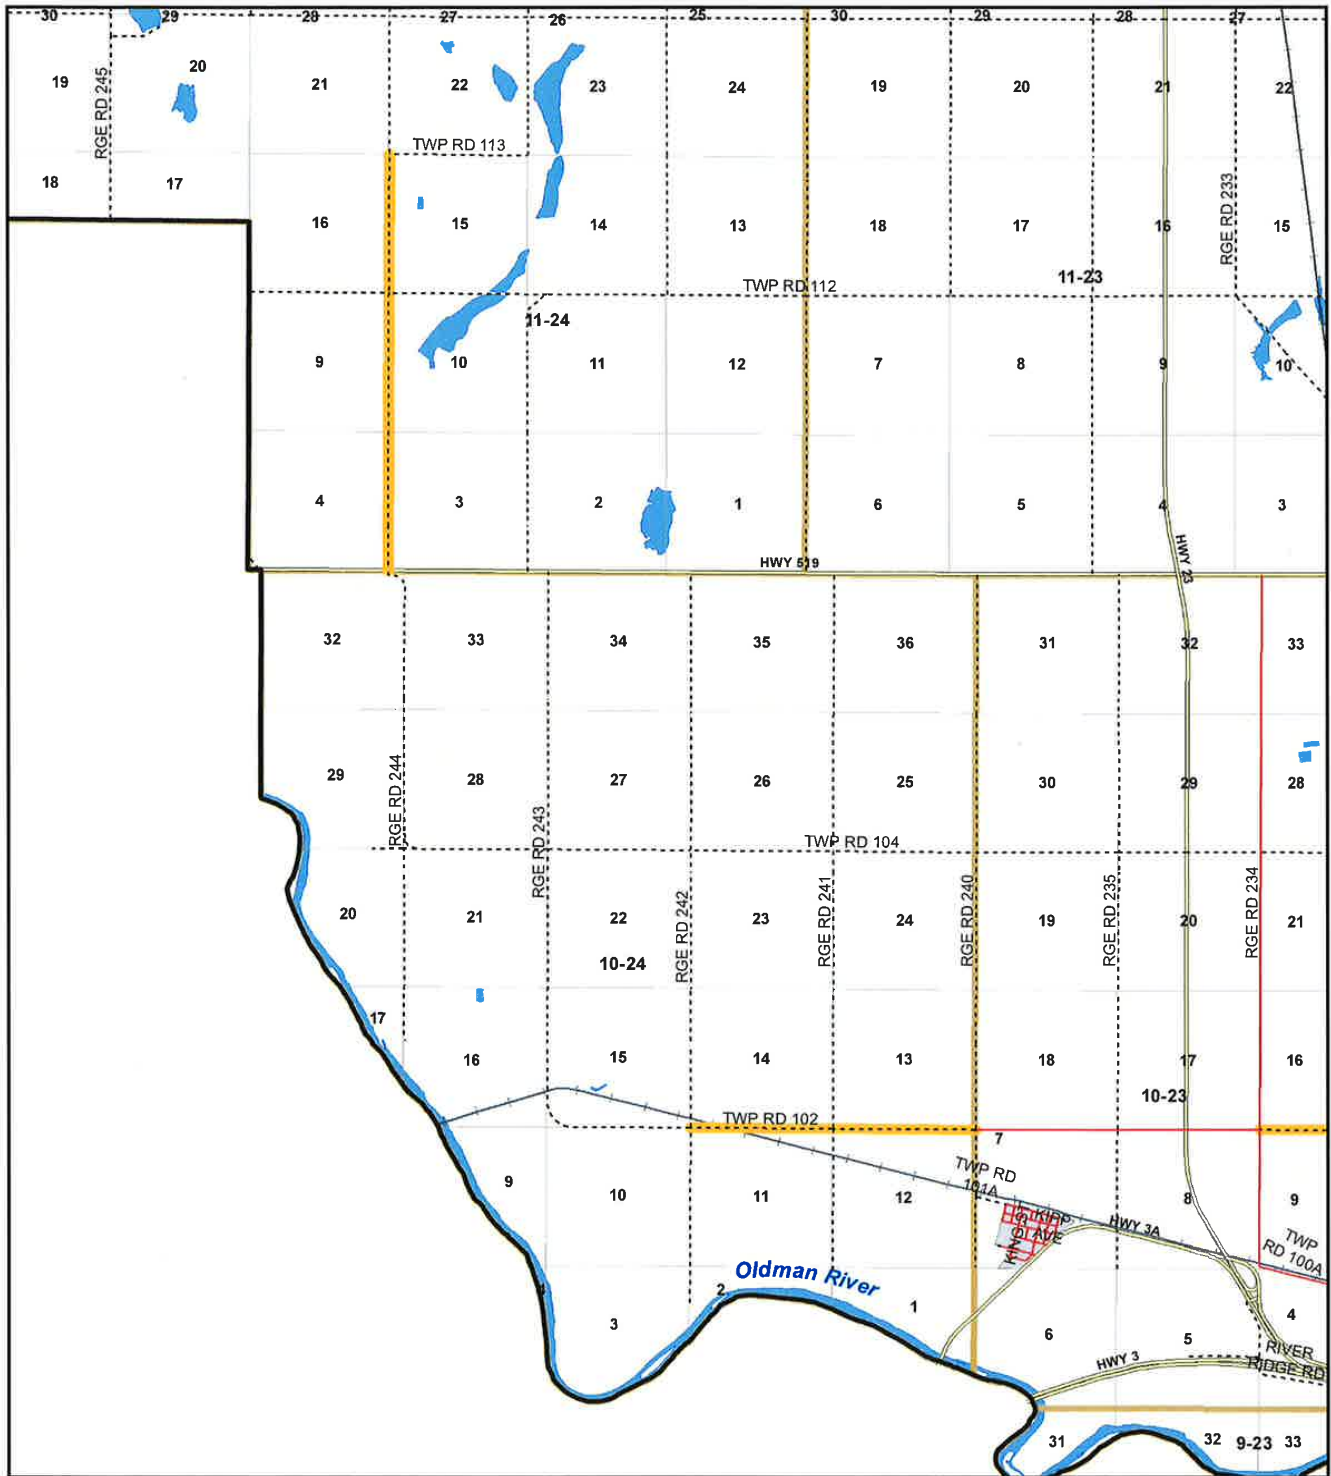 30 29 28 27 26 25 30 29 28 27
19 RGE RD 245 20 21 22 23 24 19 20 21 22
TWP RD 113
18 17 16 15 14 13 18 17 16 RGE RD 233 15
TWP RD 112 11-23
11-24
9 10 11 12 7 8 9 10
4 3 2 1 6 5 4 3
HWY 519 HWY 23
32 33 34 35 36 31 32 33
29 RGE RD 244 28 27 26 25 30 29 28
RGE RD 243 TWP RD 104
20 21 22 RGE RD 242 23 RGE RD 241 24 RGE RD 240 19 RGE RD 235 20 RGE RD 234 21
10-24
17
16 15 14 13 18 17 16
10-23
TWP RD 102
7
TWP RD
101A
9 10 11 12 8 9
KIPP
AVE
KING ST
HWY 3A
TWP
RD 100A
Oldman River
2
3 1 6 5 4
HWY 3
RIVER
RIDGE RD
31 32 9-23 33